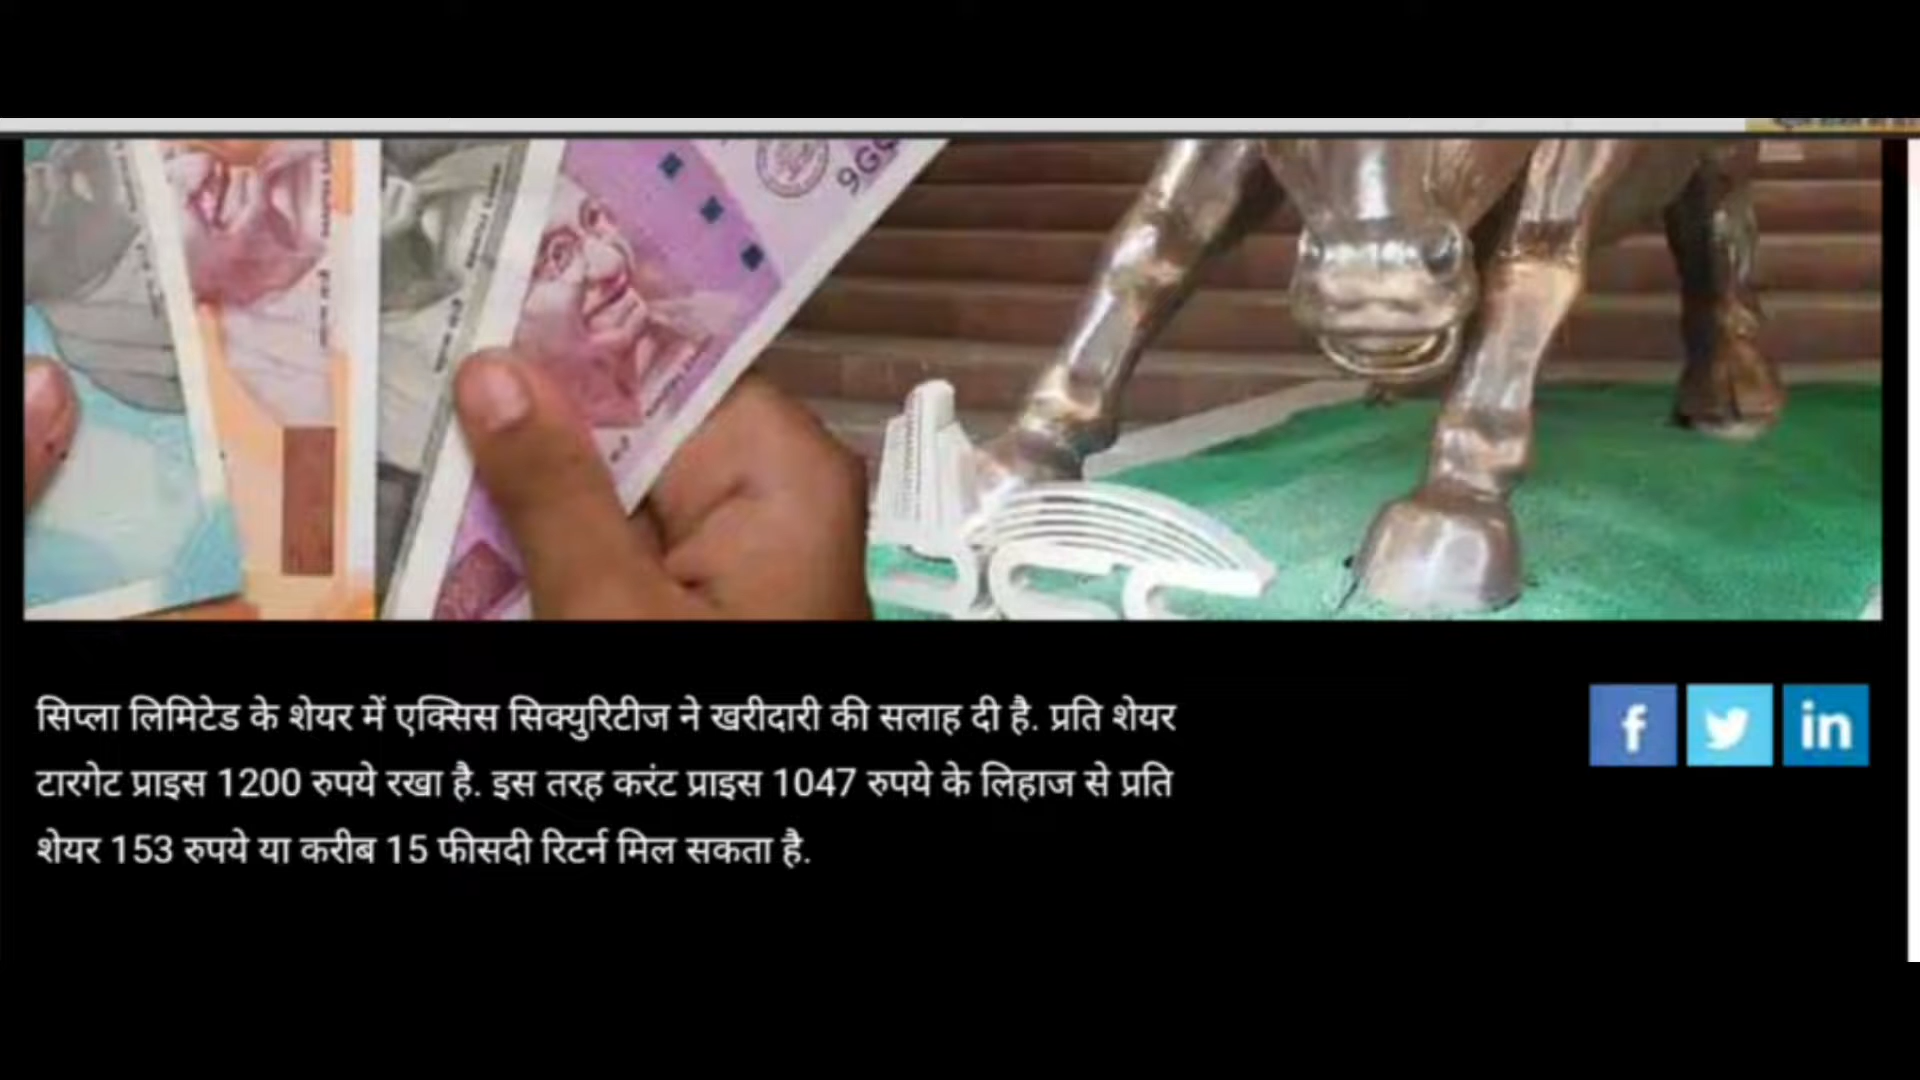 9GC
सिप्ला लिमिटेड के शेयर में एक्सिस सिक्युरिटीज ने खरीदारी की सलाह दी है. प्रति शेयर
टारगेट प्राइस 1200 रुपये रखा है. इस तरह करंट प्राइस 1047 रुपये के लिहाज से प्रति
शेयर 153 रुपये या करीब 15 फीसदी रिटर्न मिल सकता है.
f
in